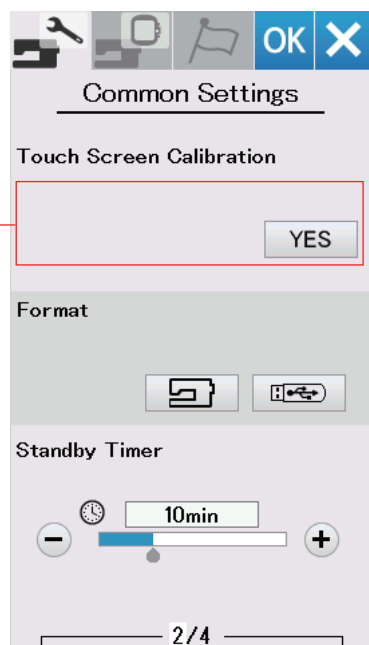 OK
Common Settings
Touch Screen Calibration
YES
Format
Standby Timer
10min
2/4